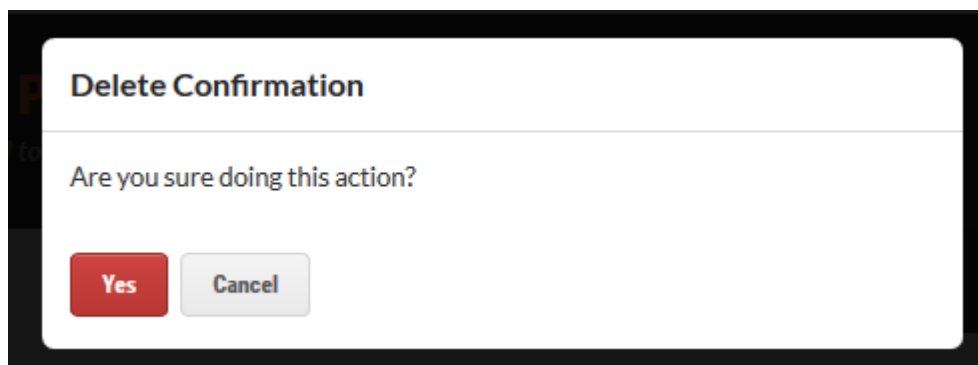 Delete Confirmation
Are you sure doing this action?
Yes
Cancel